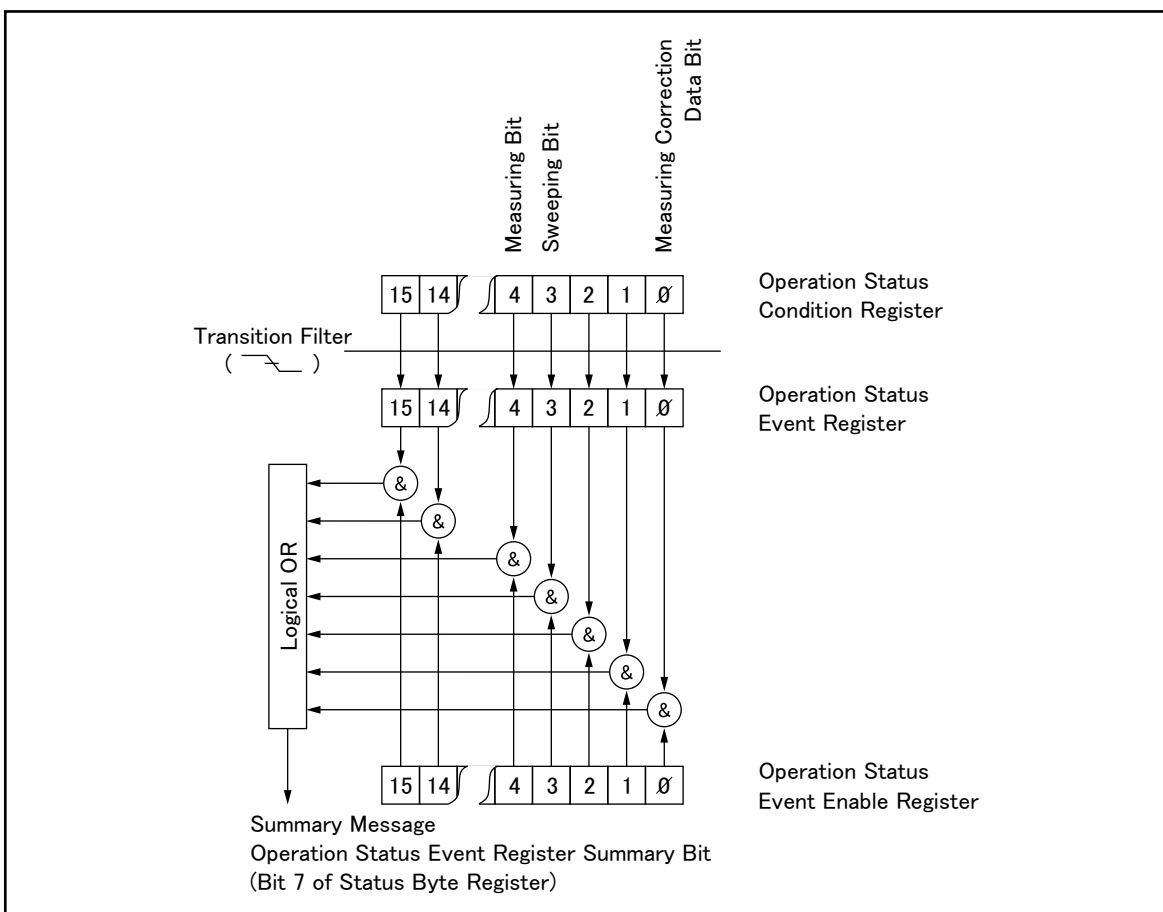 Measuring Bit
Sweeping Bit
Measuring Correction
Data Bit
15 14 4 3 2 1 0
Operation Status
Condition Register
Transition Filter
( )
15 14 4 3 2 1 0
Operation Status
Event Register
&
&
&
&
&
&
&
Logical OR
15 14 4 3 2 1 0
Operation Status
Event Enable Register
Summary Message
Operation Status Event Register Summary Bit
(Bit 7 of Status Byte Register)